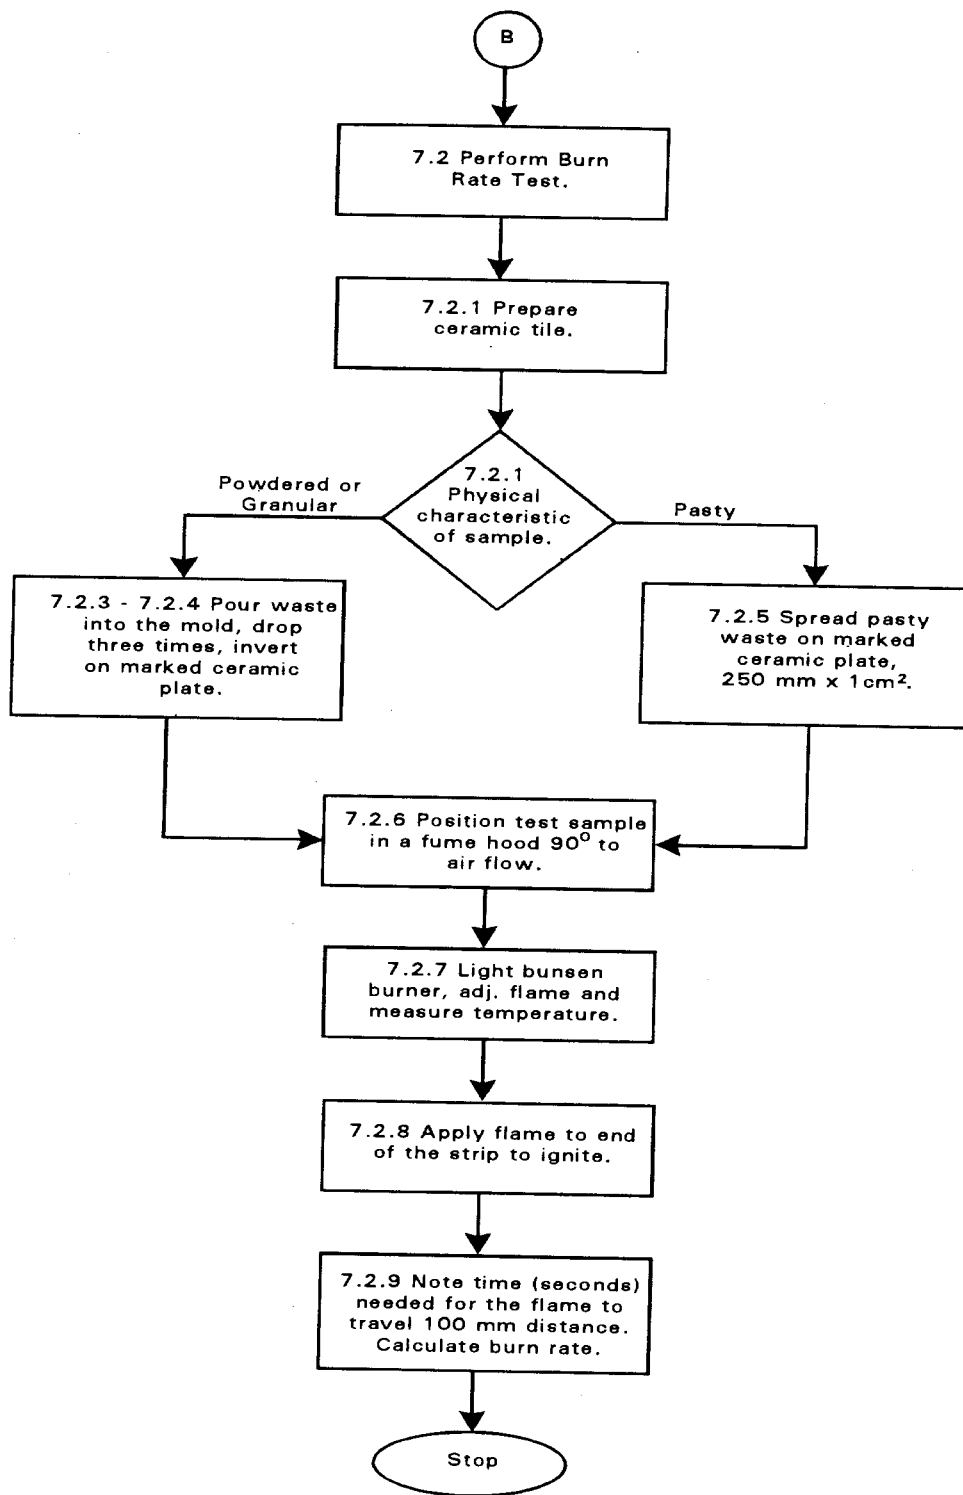 B
7.2 Perform Burn
Rate Test.
7.2.1 Prepare
ceramic tile.
7.2.1
Physical
characteristic
of sample.
Powdered or
Granular
Pasty
7.2.3 - 7.2.4 Pour waste
into the mold, drop
three times, invert
on marked ceramic
plate.
7.2.5 Spread pasty
waste on marked
ceramic plate,
250 mm x 1cm².
7.2.6 Position test sample
in a fume hood 90° to
air flow.
7.2.7 Light bunsen
burner, adj. flame and
measure temperature.
7.2.8 Apply flame to end
of the strip to ignite.
7.2.9 Note time (seconds)
needed for the flame to
travel 100 mm distance.
Calculate burn rate.
Stop